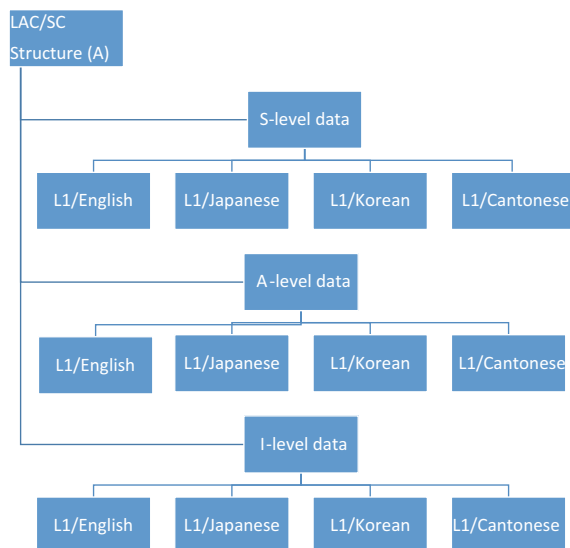 LAC/SC
Structure (A)
S-level data
L1/English
L1/Japanese
L1/Korean
L1/Cantonese
A-level data
L1/English
L1/Japanese
L1/Korean
L1/Cantonese
I-level data
L1/English
L1/Japanese
L1/Korean
L1/Cantonese